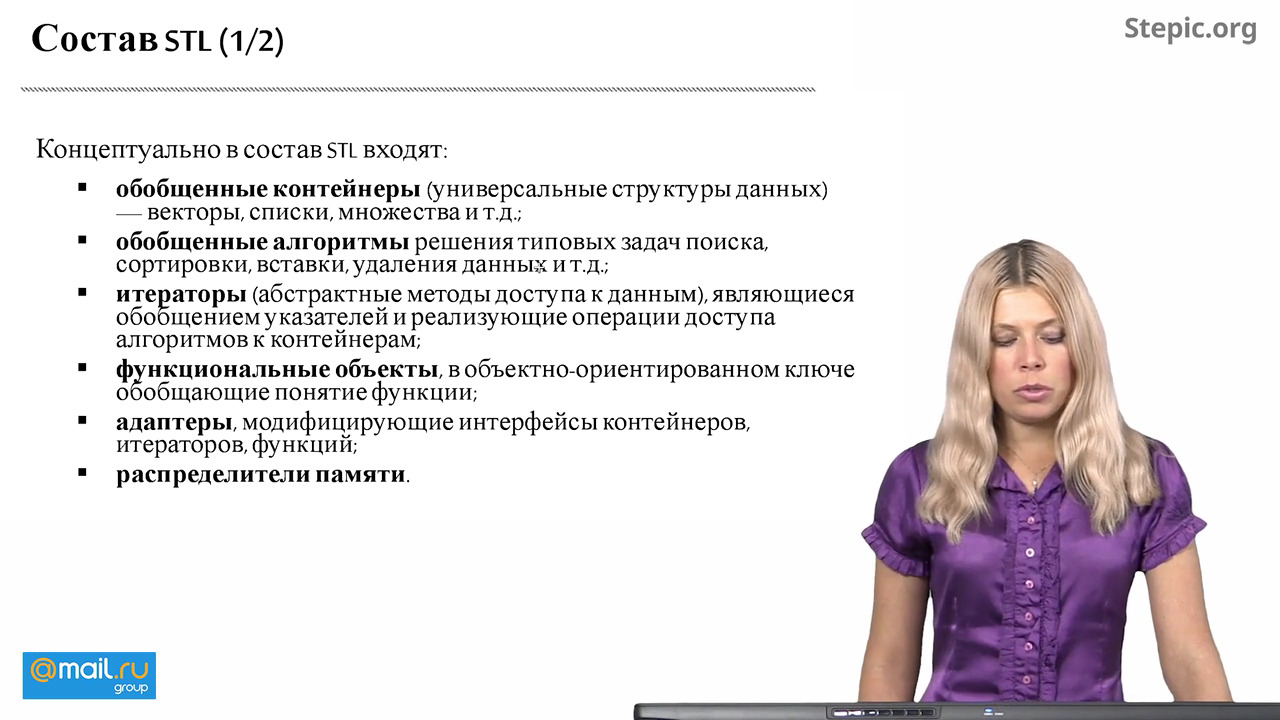 Состав STL (1/2)
Stepic.org
Концептуально в состав STL входят:
▪ обобщенные контейнеры (универсальные структуры данных)
— векторы, списки, множества и т.д.;
▪ обобщенные алгоритмы решения типовых задач поиска,
сортировки, вставки, удаления данных и т.д.;
▪ итераторы (абстрактные методы доступа к данным), являющиеся
обобщением указателей и реализующие операции доступа
алгоритмов к контейнерам;
▪ функциональные объекты, в объектно-ориентированном ключе
обобщающие понятие функции;
▪ адаптеры, модифицирующие интерфейсы контейнеров,
итераторов, функций;
▪ распределители памяти.
@mail.ru
group